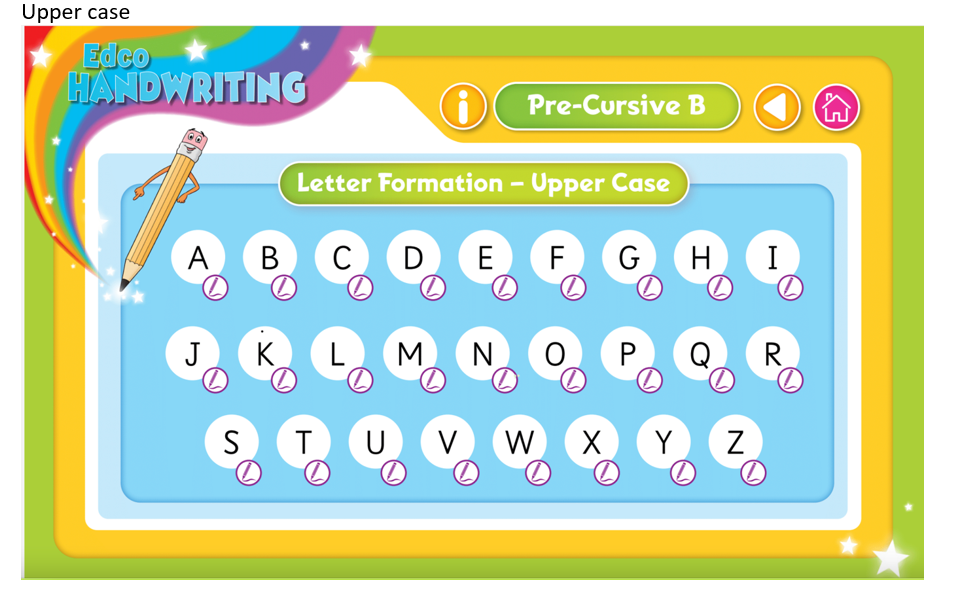 Upper case
Edco
HANDWRITING
i
Pre-Cursive B
Letter Formation – Upper Case
A B C D E F G H I
J K L M N O P Q R
S T U V W X Y Z